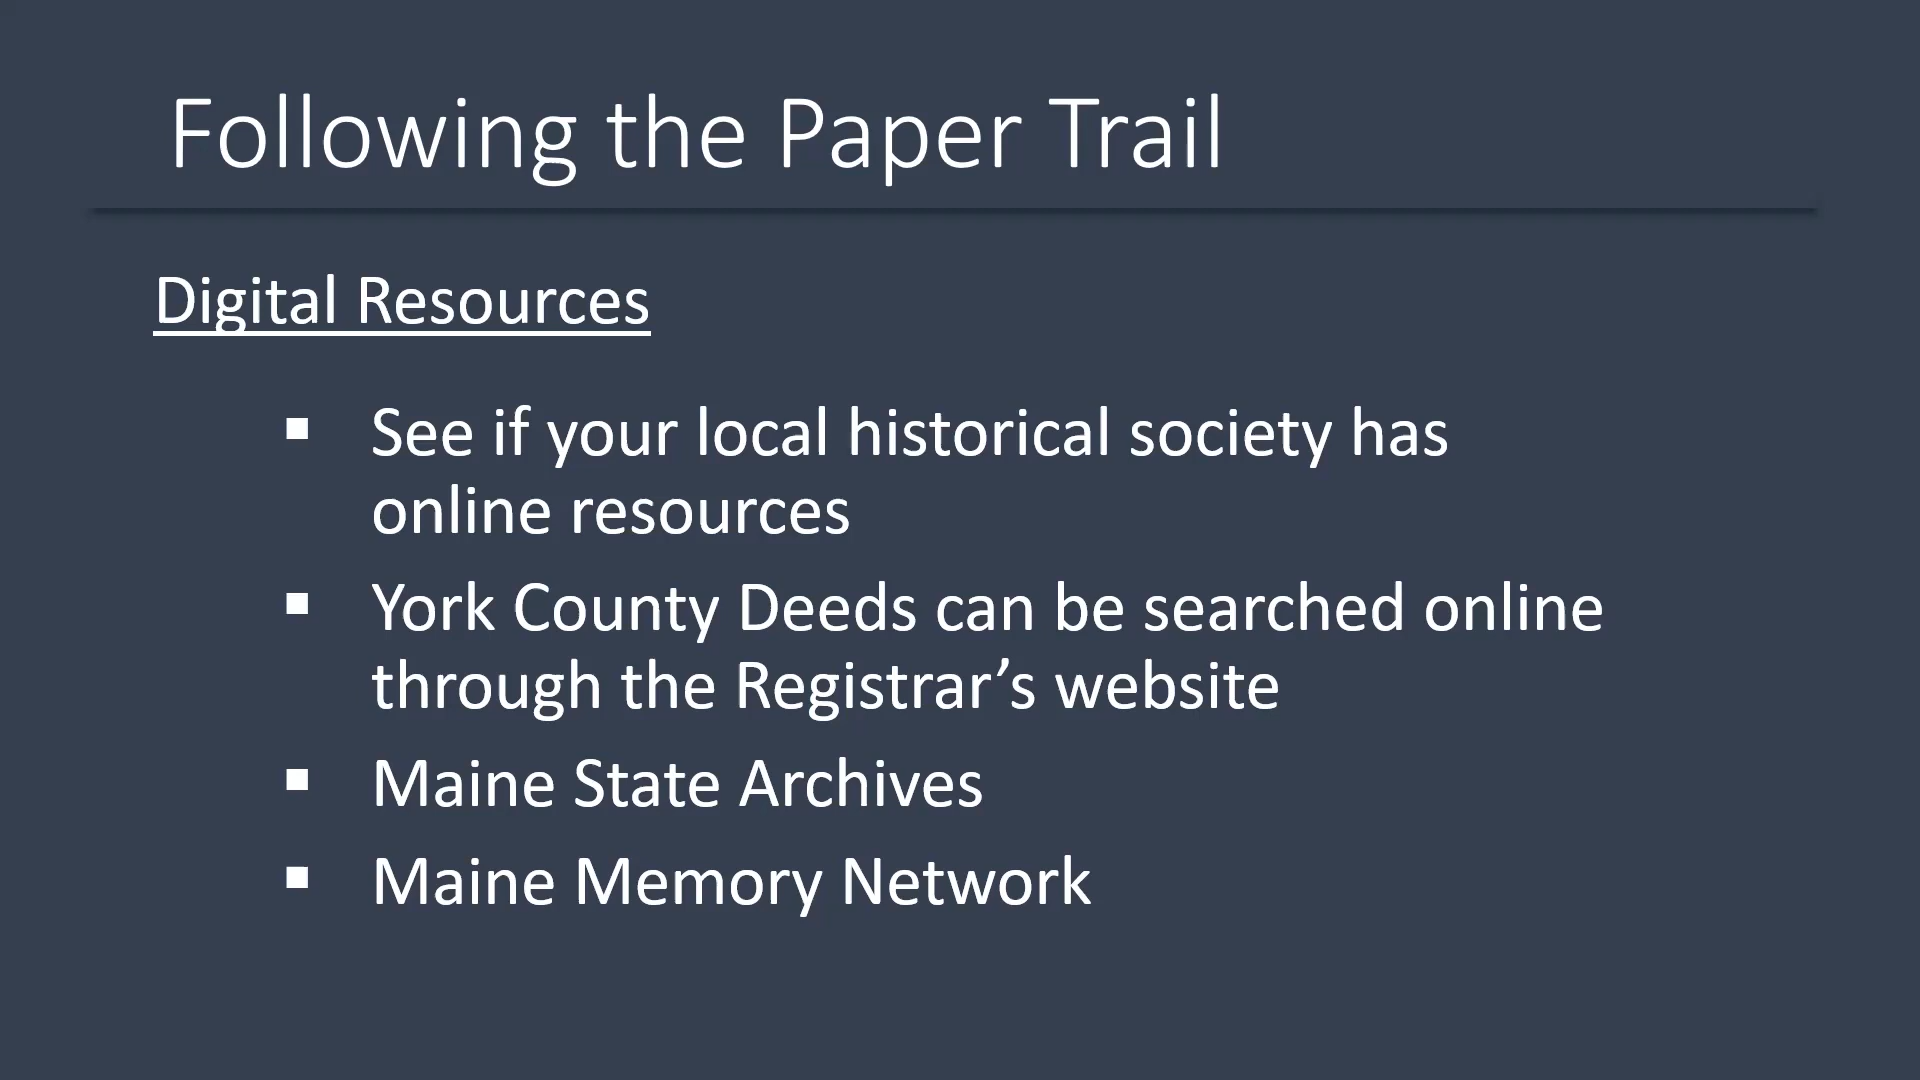 Following the Paper Trail
Digital Resources
▪ See if your local historical society has
online resources
▪ York County Deeds can be searched online
through the Registrar’s website
▪ Maine State Archives
▪ Maine Memory Network